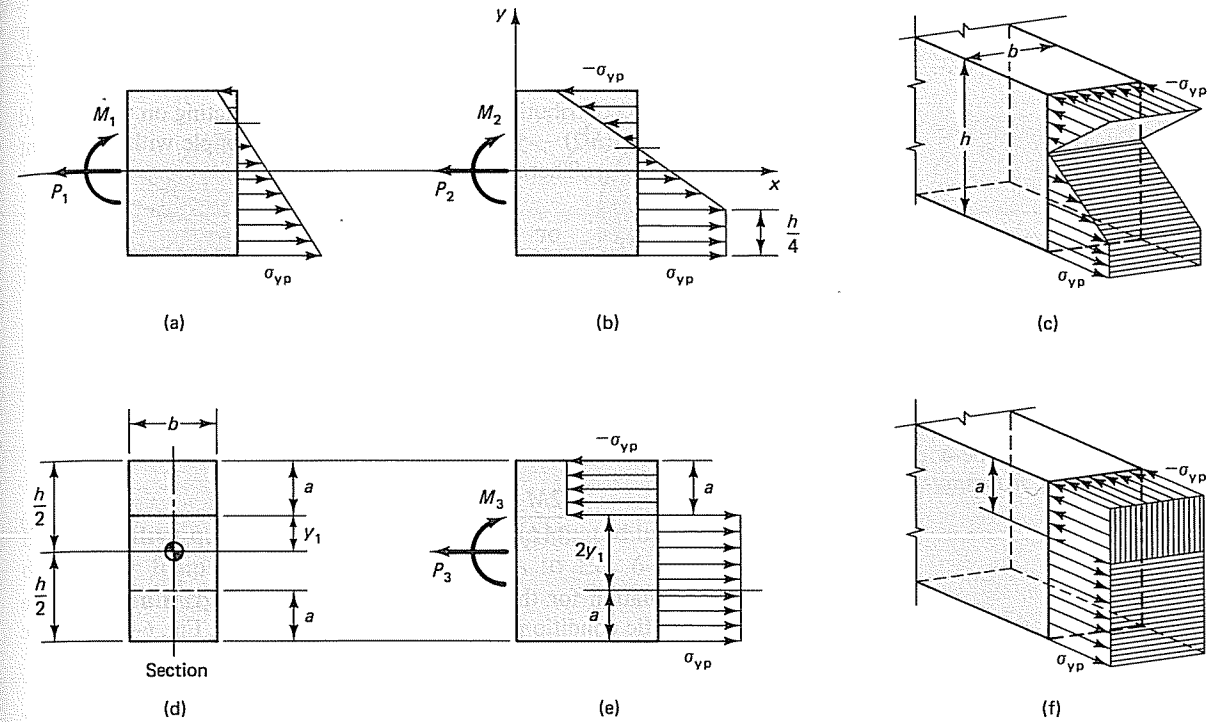 M₁
P₁
σyp
(a)
y
−σyp
M₂
P₂
x
h/4
σyp
(b)
b
−σyp
h
σyp
(c)
b
h/2
h/2
a
y₁
a
Section
(d)
−σyp
M₃
P₃
a
2y₁
a
σyp
(e)
−σyp
a
σyp
(f)